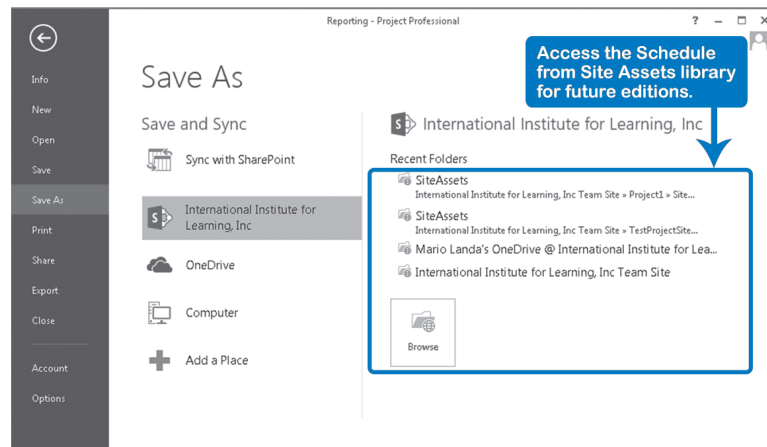 Reporting - Project Professional
?
Access the Schedule
from Site Assets library
for future editions.
Info
New
Open
Save
Save As
Print
Share
Export
Close
Account
Options
Save As
Save and Sync
Sync with SharePoint
S
International Institute for
Learning, Inc
OneDrive
Computer
Add a Place
S
International Institute for Learning, Inc
Recent Folders
SiteAssets
International Institute for Learning, Inc Team Site » Project1 » Site...
SiteAssets
International Institute for Learning, Inc Team Site » TestProjectSite...
Mario Landa's OneDrive @ International Institute for Lea...
International Institute for Learning, Inc Team Site
Browse